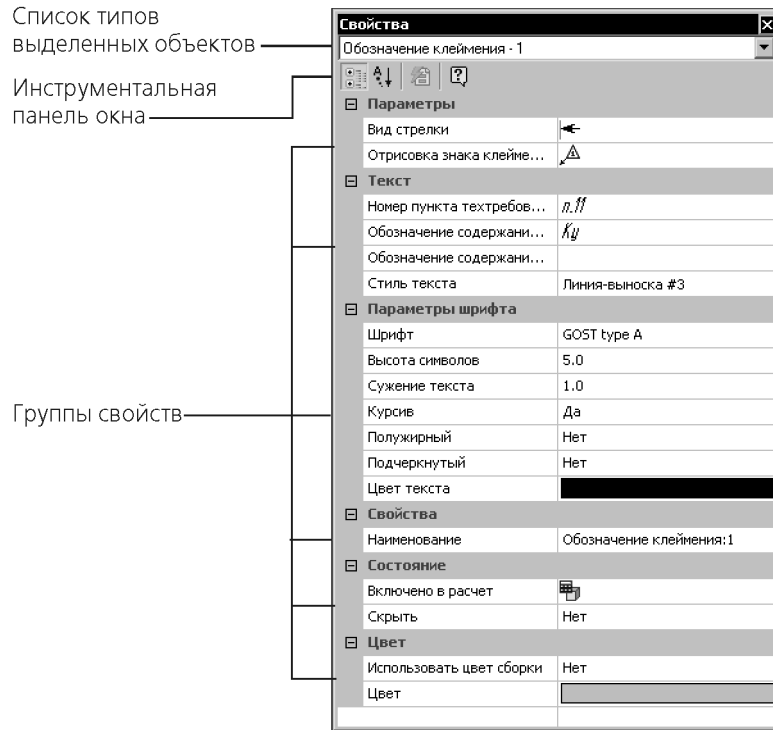 Список типов
выделенных объектов
Инструментальная
панель окна
Группы свойств
Свойства
Обозначение клеймения - 1
Параметры
Вид стрелки
Отрисовка знака клейме...
Текст
Номер пункта техтребов... п.11
Обозначение содержани... Ку
Обозначение содержани...
Стиль текста Линия-выноска #3
Параметры шрифта
Шрифт GOST type A
Высота символов 5.0
Сужение текста 1.0
Курсив Да
Полужирный Нет
Подчеркнутый Нет
Цвет текста
Свойства
Наименование Обозначение клеймения:1
Состояние
Включено в расчет
Скрыть Нет
Цвет
Использовать цвет сборки Нет
Цвет